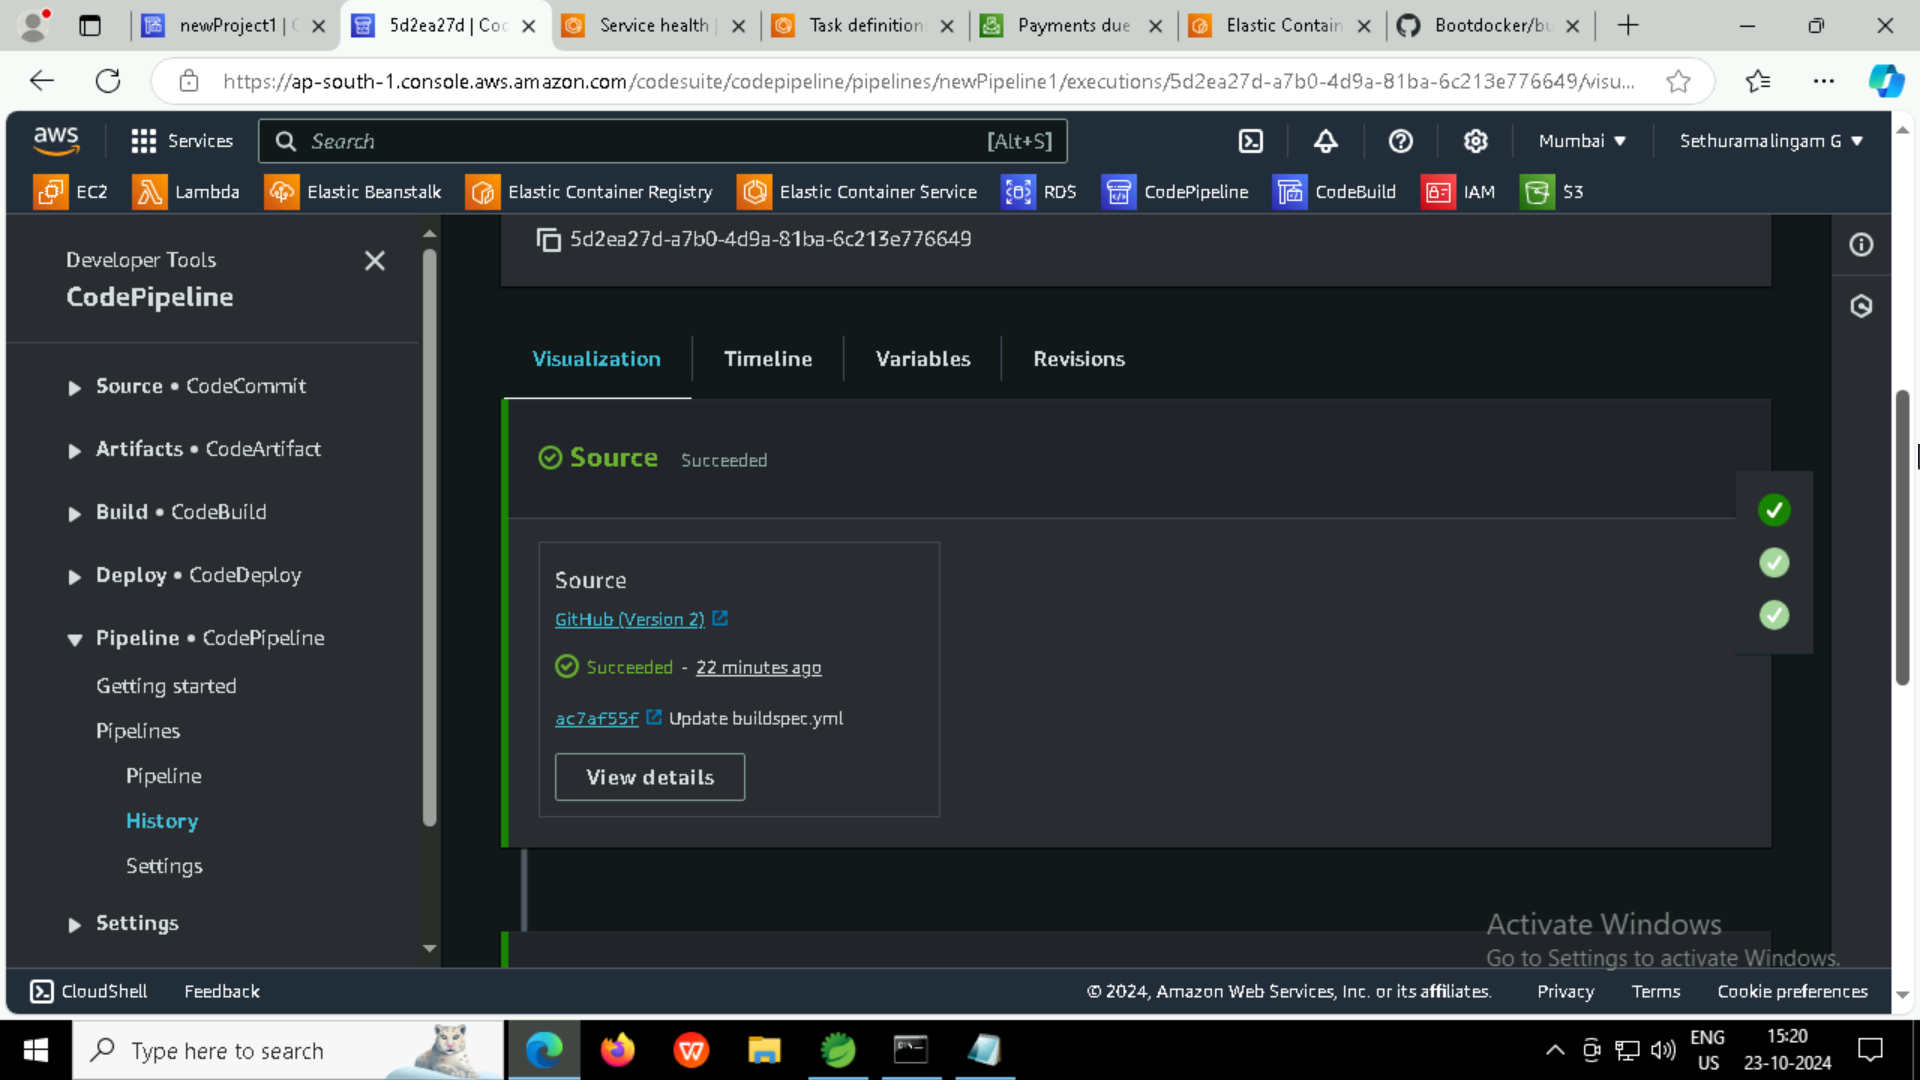 newProject1 | C
5d2ea27d | Coc
Service health |
Task definition
Payments due
Elastic Contain
Bootdocker/bu
https://ap-south-1.console.aws.amazon.com/codesuite/codepipeline/pipelines/newPipeline1/executions/5d2ea27d-a7b0-4d9a-81ba-6c213e776649/visu...
aws
Services
Search
[Alt+S]
Mumbai
Sethuramalingam G
EC2
Lambda
Elastic Beanstalk
Elastic Container Registry
Elastic Container Service
RDS
CodePipeline
CodeBuild
IAM
S3
Developer Tools
CodePipeline
Source • CodeCommit
Artifacts • CodeArtifact
Build • CodeBuild
Deploy • CodeDeploy
Pipeline • CodePipeline
Getting started
Pipelines
Pipeline
History
Settings
Settings
5d2ea27d-a7b0-4d9a-81ba-6c213e776649
Visualization
Timeline
Variables
Revisions
Source Succeeded
Source
GitHub (Version 2)
Succeeded - 22 minutes ago
ac7af55f Update buildspec.yml
View details
Activate Windows
Go to Settings to activate Windows.
CloudShell
Feedback
© 2024, Amazon Web Services, Inc. or its affiliates.
Privacy
Terms
Cookie preferences
Type here to search
ENG
US
15:20
23-10-2024